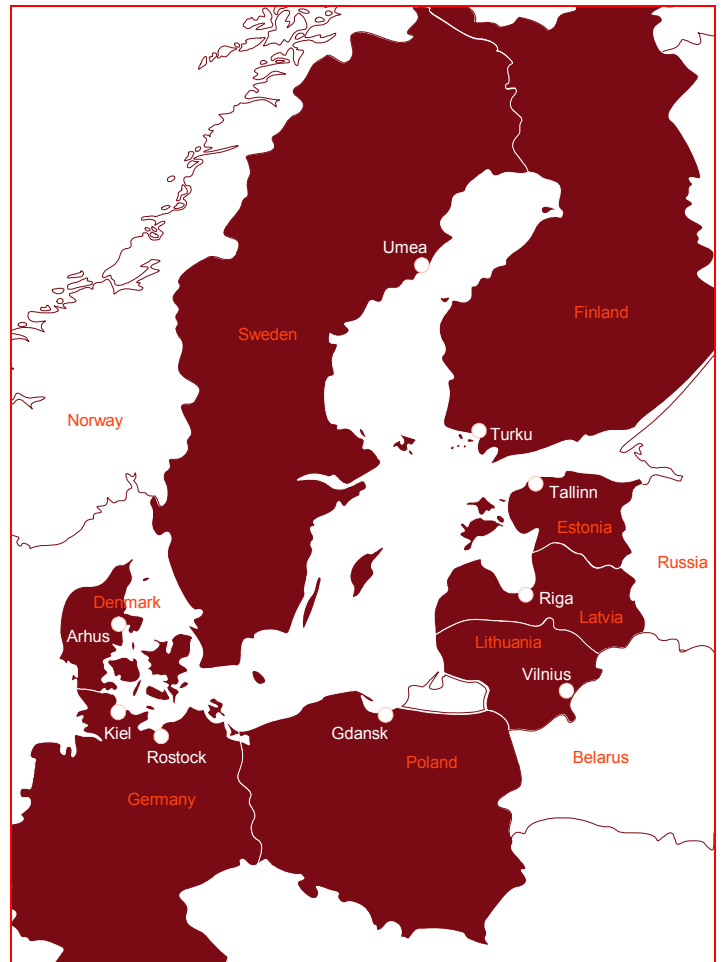 Umea
Finland
Sweden
Norway
Turku
Tallinn
Estonia
Russia
Riga
Denmark
Latvia
Arhus
Lithuania
Vilnius
Kiel
Gdansk
Rostock
Poland
Belarus
Germany